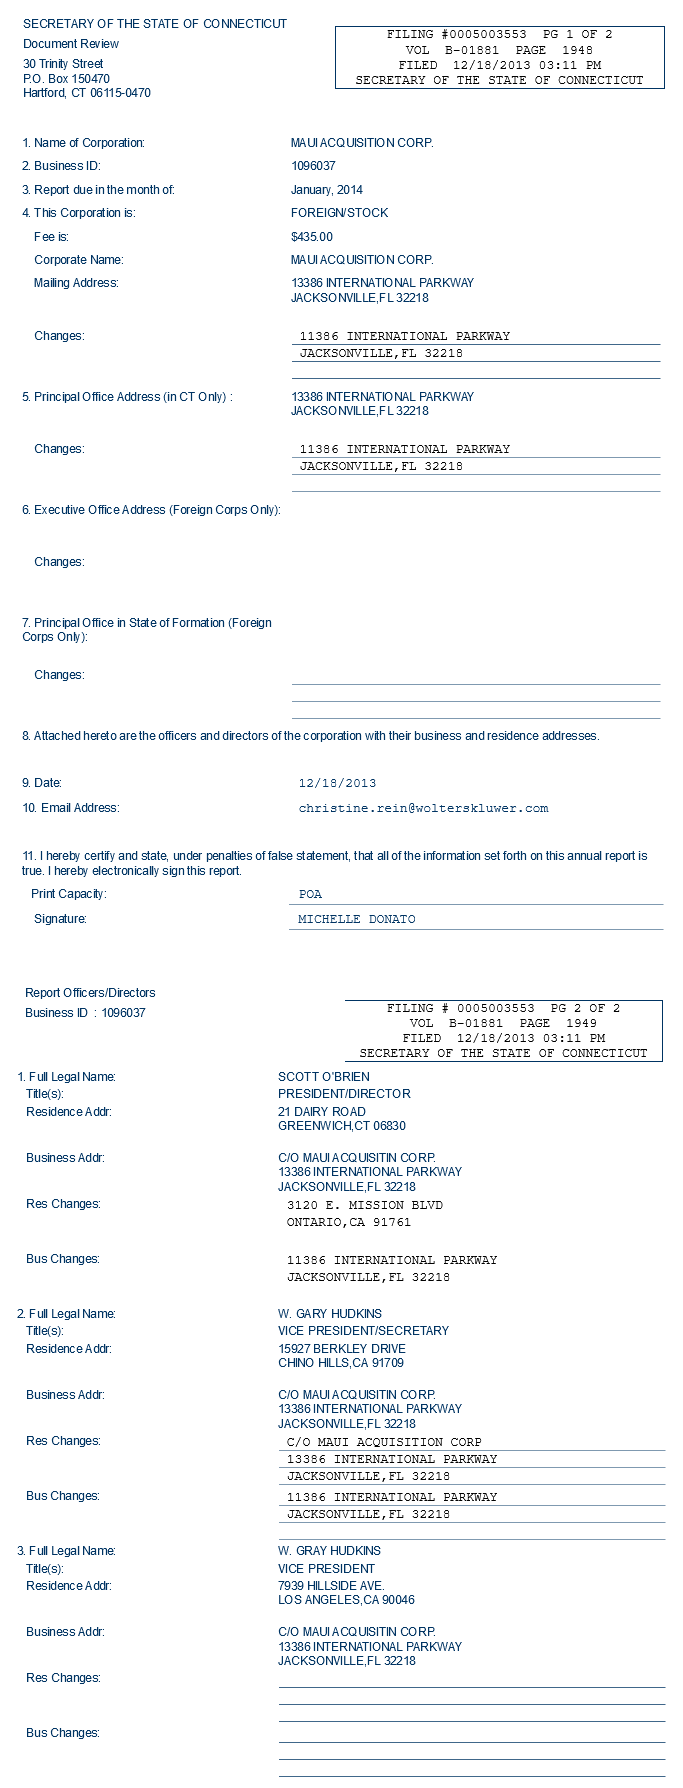 SECRETARY OF THE STATE OF CONNECTICUT
Document Review
30 Trinity Street
P.O. Box 150470
Hartford, CT 06115-0470
FILING #0005003553 PG 1 OF 2
VOL B-01881 PAGE 1948
FILED 12/18/2013 03:11 PM
SECRETARY OF THE STATE OF CONNECTICUT
1. Name of Corporation: MAUI ACQUISITION CORP.
2. Business ID: 1096037
3. Report due in the month of: January, 2014
4. This Corporation is: FOREIGN/STOCK
Fee is: $435.00
Corporate Name: MAUI ACQUISITION CORP.
Mailing Address: 13386 INTERNATIONAL PARKWAY
JACKSONVILLE,FL 32218
Changes: 11386 INTERNATIONAL PARKWAY
JACKSONVILLE,FL 32218
5. Principal Office Address (in CT Only) : 13386 INTERNATIONAL PARKWAY
JACKSONVILLE,FL 32218
Changes: 11386 INTERNATIONAL PARKWAY
JACKSONVILLE,FL 32218
6. Executive Office Address (Foreign Corps Only):
Changes:
7. Principal Office in State of Formation (Foreign
Corps Only):
Changes:
8. Attached hereto are the officers and directors of the corporation with their business and residence addresses.
9. Date: 12/18/2013
10. Email Address: christine.rein@wolterskluwer.com
11. I hereby certify and state, under penalties of false statement, that all of the information set forth on this annual report is
true. I hereby electronically sign this report.
Print Capacity: POA
Signature: MICHELLE DONATO
Report Officers/Directors
Business ID : 1096037
FILING # 0005003553 PG 2 OF 2
VOL B-01881 PAGE 1949
FILED 12/18/2013 03:11 PM
SECRETARY OF THE STATE OF CONNECTICUT
1. Full Legal Name: SCOTT O'BRIEN
Title(s): PRESIDENT/DIRECTOR
Residence Addr: 21 DAIRY ROAD
GREENWICH,CT 06830
Business Addr: C/O MAUI ACQUISITIN CORP.
13386 INTERNATIONAL PARKWAY
JACKSONVILLE,FL 32218
Res Changes: 3120 E. MISSION BLVD
ONTARIO,CA 91761
Bus Changes: 11386 INTERNATIONAL PARKWAY
JACKSONVILLE,FL 32218
2. Full Legal Name: W. GARY HUDKINS
Title(s): VICE PRESIDENT/SECRETARY
Residence Addr: 15927 BERKLEY DRIVE
CHINO HILLS,CA 91709
Business Addr: C/O MAUI ACQUISITIN CORP.
13386 INTERNATIONAL PARKWAY
JACKSONVILLE,FL 32218
Res Changes: C/O MAUI ACQUISITION CORP
13386 INTERNATIONAL PARKWAY
JACKSONVILLE,FL 32218
Bus Changes: 11386 INTERNATIONAL PARKWAY
JACKSONVILLE,FL 32218
3. Full Legal Name: W. GRAY HUDKINS
Title(s): VICE PRESIDENT
Residence Addr: 7939 HILLSIDE AVE.
LOS ANGELES,CA 90046
Business Addr: C/O MAUI ACQUISITIN CORP.
13386 INTERNATIONAL PARKWAY
JACKSONVILLE,FL 32218
Res Changes:
Bus Changes: